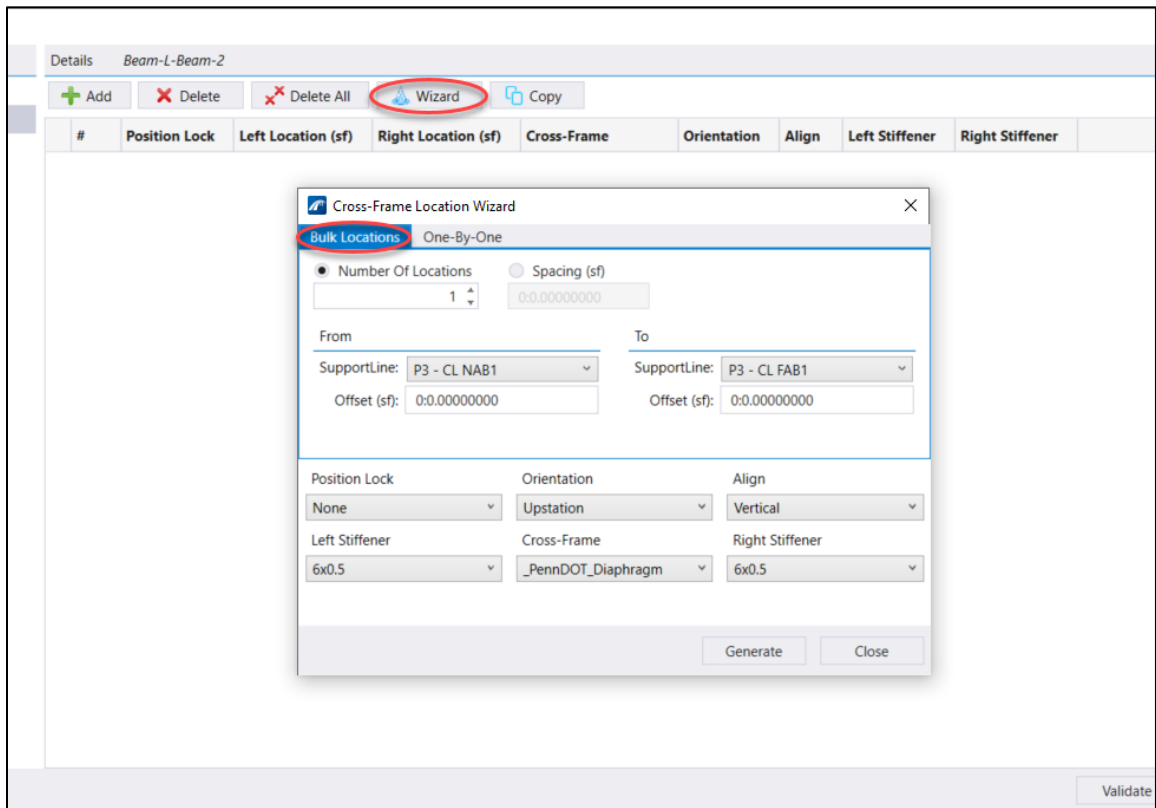 Details Beam-L-Beam-2
Add Delete Delete All Wizard Copy
# Position Lock Left Location (sf) Right Location (sf) Cross-Frame Orientation Align Left Stiffener Right Stiffener
Cross-Frame Location Wizard
Bulk Locations One-By-One
Number Of Locations Spacing (sf)
1 0:0.00000000
From To
SupportLine: P3 - CL NAB1 SupportLine: P3 - CL FAB1
Offset (sf): 0:0.00000000 Offset (sf): 0:0.00000000
Position Lock Orientation Align
None Upstation Vertical
Left Stiffener Cross-Frame Right Stiffener
6x0.5 _PennDOT_Diaphragm 6x0.5
Generate Close
Validate